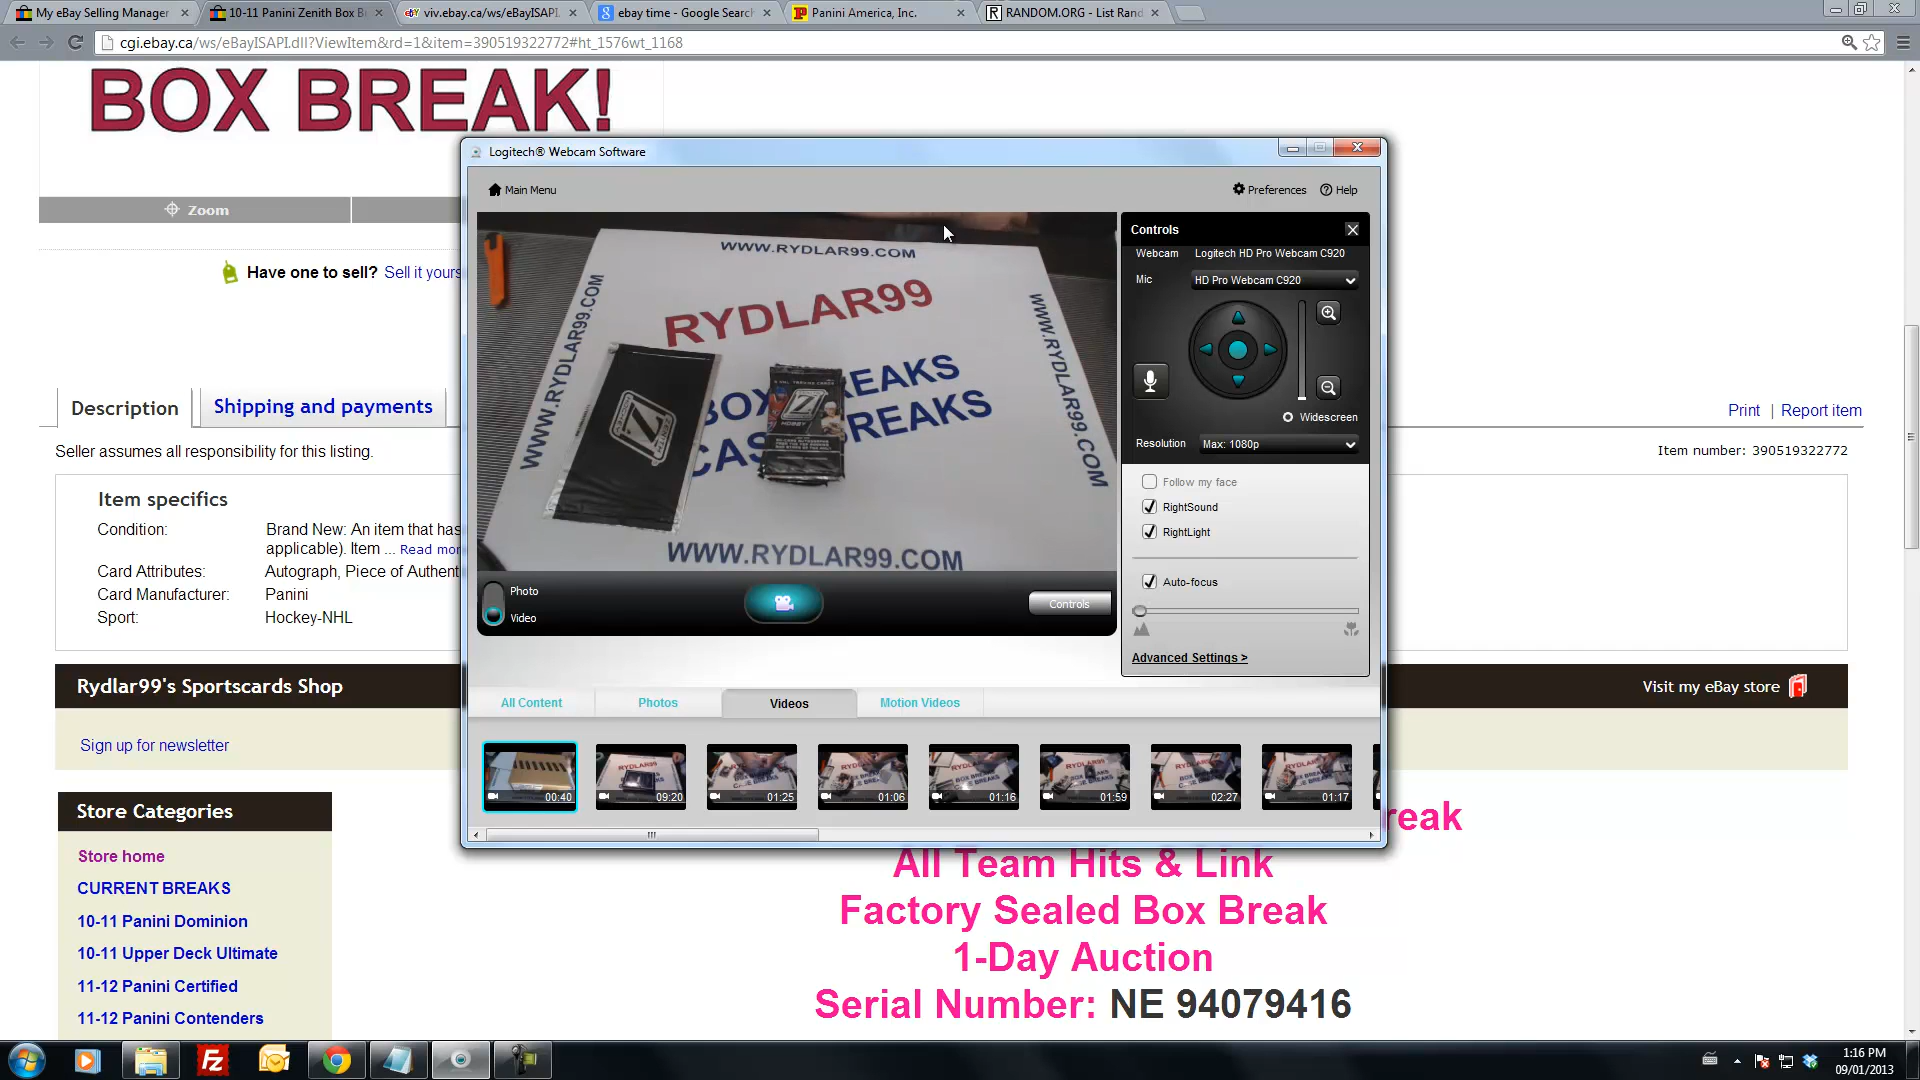 My eBay Selling Manager
10-11 Panini Zenith Box B
viv.ebay.ca/ws/eBayISAPI.
ebay time - Google Search
Panini America, Inc.
RANDOM.ORG - List Ran
cgi.ebay.ca/ws/eBayISAPI.dll?ViewItem&rd=1&item=390519322772#ht_1576wt_1168
BOX BREAK!
Zoom
Have one to sell? Sell it yours
Logitech® Webcam Software
Main Menu
Preferences
Help
WWW.RYDLAR99.COM
WWW.RYDLAR99.COM
WWW.RYDLAR99.COM
RYDLAR99
BOX BREAKS
CASE BREAKS
ZENITH
HOBBY
WWW.RYDLAR99.COM
Photo
Video
Controls
Controls
Webcam Logitech HD Pro Webcam C920
Mic HD Pro Webcam C920
Widescreen
Resolution Max: 1080p
Follow my face
RightSound
RightLight
Auto-focus
Advanced Settings >
All Content
Photos
Videos
Motion Videos
00:40
09:20
01:25
01:06
01:16
01:59
02:27
01:17
Description
Shipping and payments
Print | Report item
Seller assumes all responsibility for this listing.
Item number: 390519322772
Item specifics
Condition: Brand New: An item that has
applicable). Item ... Read mor
Card Attributes: Autograph, Piece of Authent
Card Manufacturer: Panini
Sport: Hockey-NHL
Rydlar99's Sportscards Shop
Visit my eBay store
Sign up for newsletter
Store Categories
Store home
CURRENT BREAKS
10-11 Panini Dominion
10-11 Upper Deck Ultimate
11-12 Panini Certified
11-12 Panini Contenders
reak
All Team Hits & Link
Factory Sealed Box Break
1-Day Auction
Serial Number: NE 94079416
1:16 PM
09/01/2013